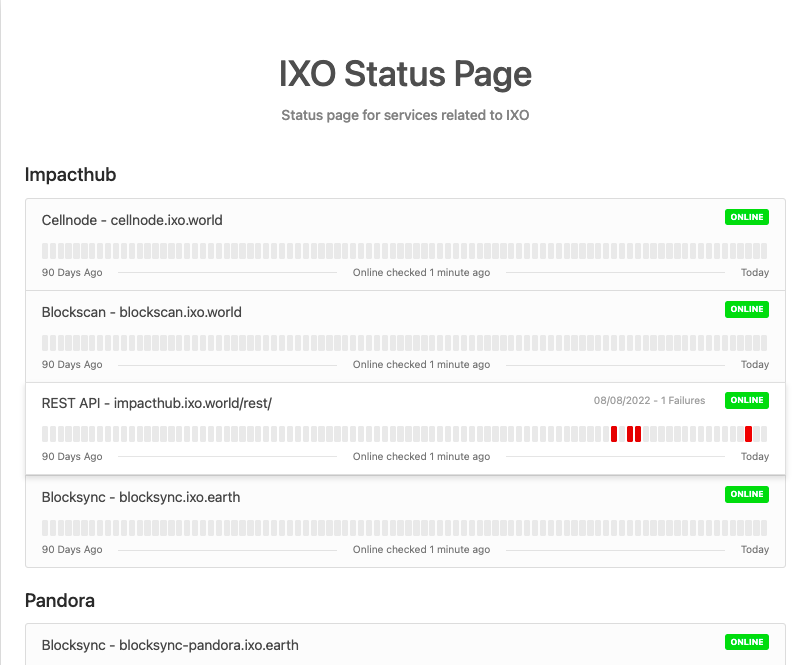 IXO Status Page
Status page for services related to IXO
Impacthub
Cellnode - cellnode.ixo.world
ONLINE
90 Days Ago
Online checked 1 minute ago
Today
Blockscan - blockscan.ixo.world
ONLINE
90 Days Ago
Online checked 1 minute ago
Today
REST API - impacthub.ixo.world/rest/
08/08/2022 - 1 Failures
ONLINE
90 Days Ago
Online checked 1 minute ago
Today
Blocksync - blocksync.ixo.earth
ONLINE
90 Days Ago
Online checked 1 minute ago
Today
Pandora
Blocksync - blocksync-pandora.ixo.earth
ONLINE